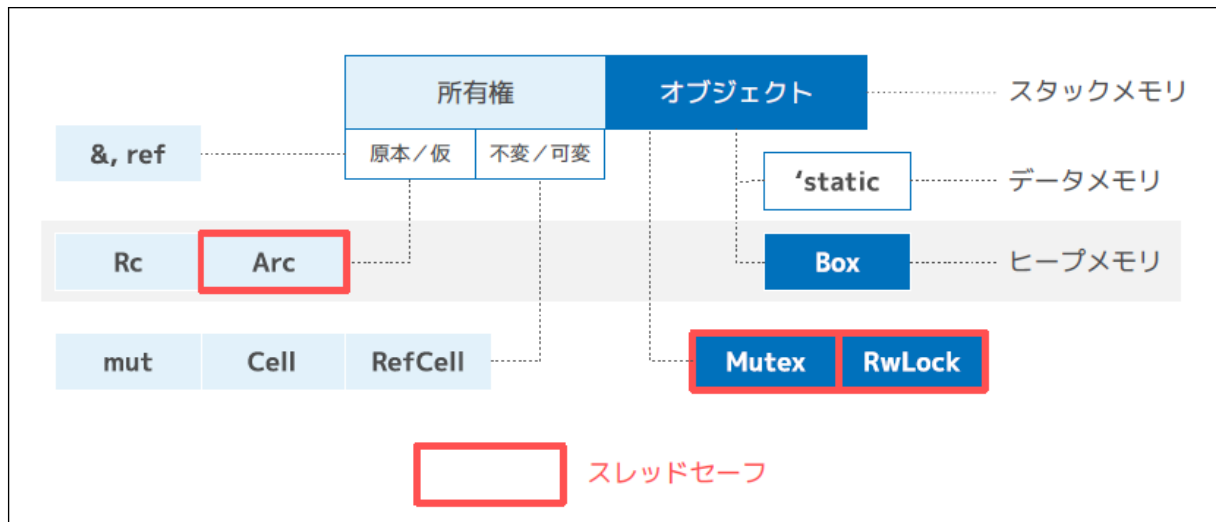 所有権 オブジェクト スタックメモリ
&, ref 原本／仮 不変／可変
‘static データメモリ
Rc Arc Box ヒープメモリ
mut Cell RefCell Mutex RwLock
スレッドセーフ